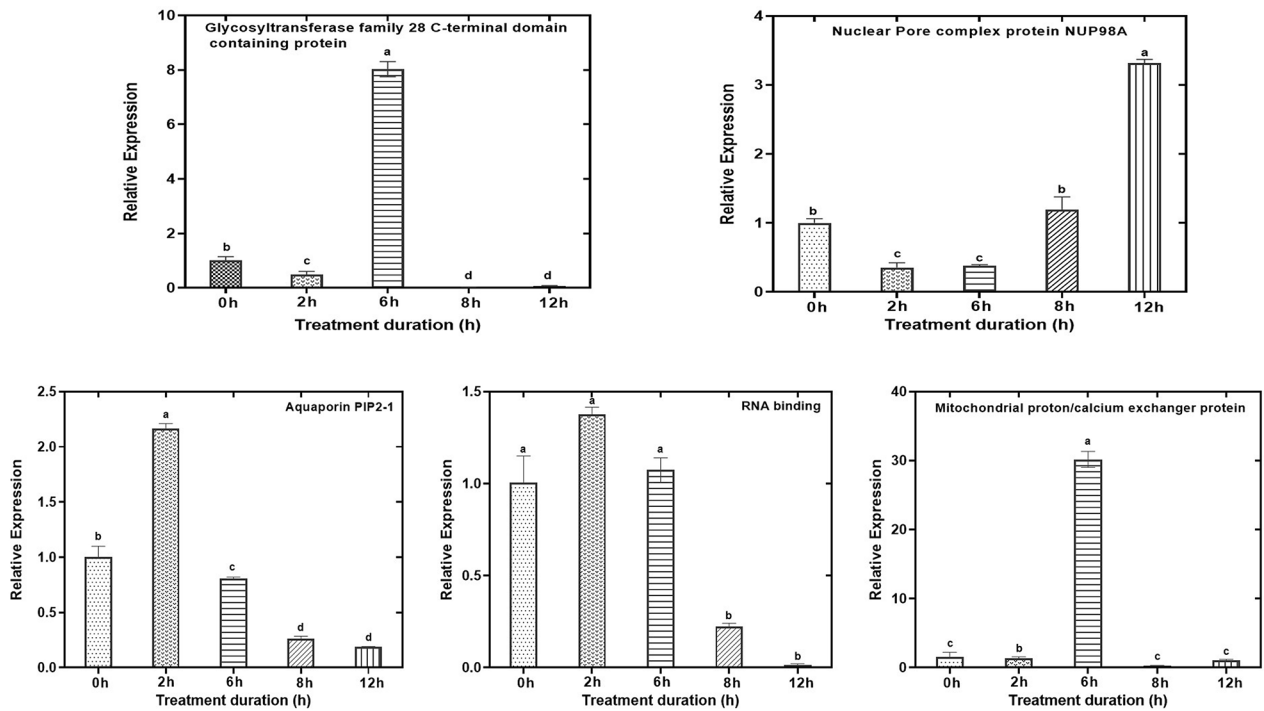 Glycosyltransferase family 28 C-terminal domain
containing protein
Relative Expression
10
8
6
4
2
0
b
c
a
d
d
0h 2h 6h 8h 12h
Treatment duration (h)
Nuclear Pore complex protein NUP98A
Relative Expression
4
3
2
1
0
b
c
c
b
a
0h 2h 6h 8h 12h
Treatment duration (h)
Aquaporin PIP2-1
Relative Expression
2.5
2.0
1.5
1.0
0.5
0.0
b
a
c
d
d
0h 2h 6h 8h 12h
Treatment duration (h)
RNA binding
Relative Expression
1.5
1.0
0.5
0.0
a
a
a
b
b
0h 2h 6h 8h 12h
Treatment duration (h)
Mitochondrial proton/calcium exchanger protein
Relative Expression
40
30
20
10
0
c
b
a
c
c
0h 2h 6h 8h 12h
Treatment duration (h)